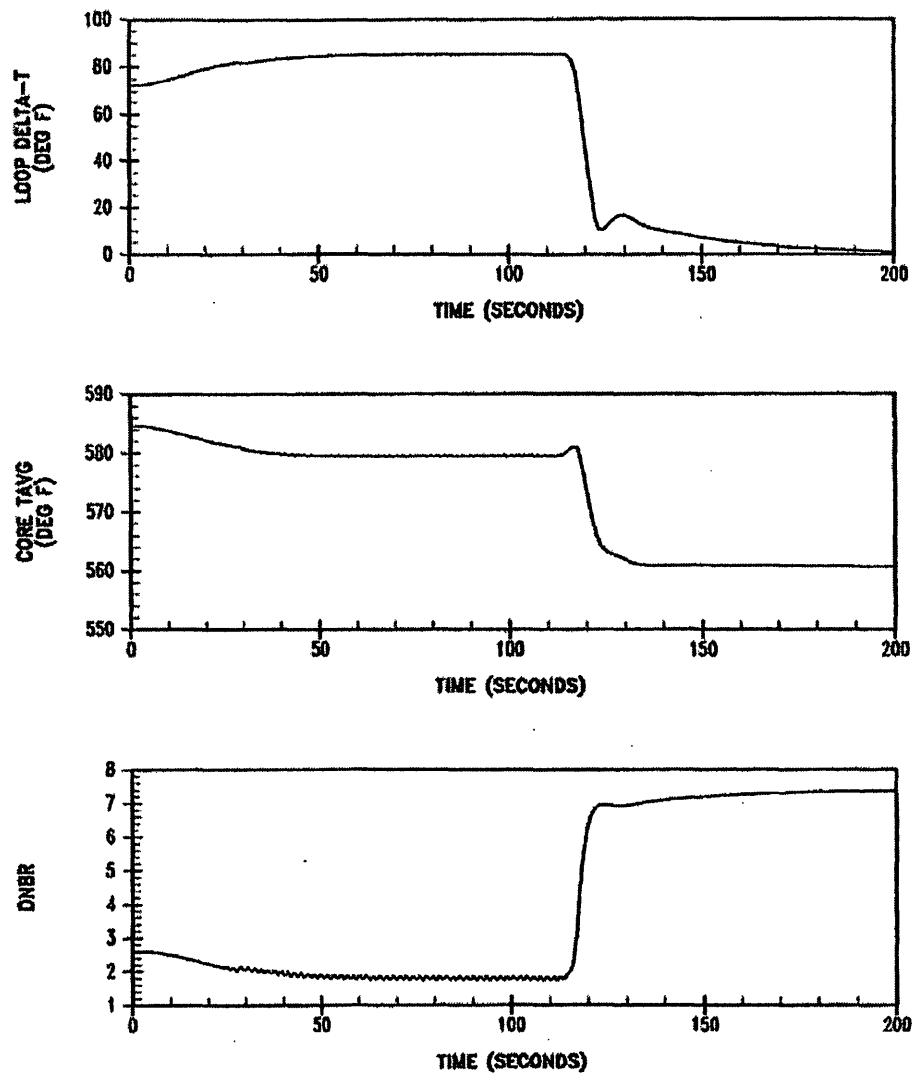 LOOP DELTA-T
(DEG F)
100
80
60
40
20
0
0 50 100 150 200
TIME (SECONDS)
CORE TAVG
(DEG F)
590
580
570
560
550
0 50 100 150 200
TIME (SECONDS)
DNBR
8
7
6
5
4
3
2
1
0 50 100 150 200
TIME (SECONDS)